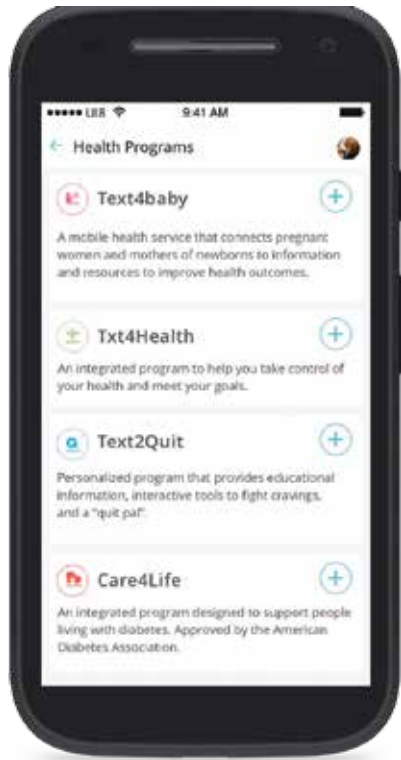 UI8 9:41 AM
Health Programs
Text4baby
A mobile health service that connects pregnant
women and mothers of newborns to information
and resources to improve health outcomes.
Txt4Health
An integrated program to help you take control of
your health and meet your goals.
Text2Quit
Personalized program that provides educational
information, interactive tools to fight cravings,
and a "quit pal".
Care4Life
An integrated program designed to support people
living with diabetes. Approved by the American
Diabetes Association.